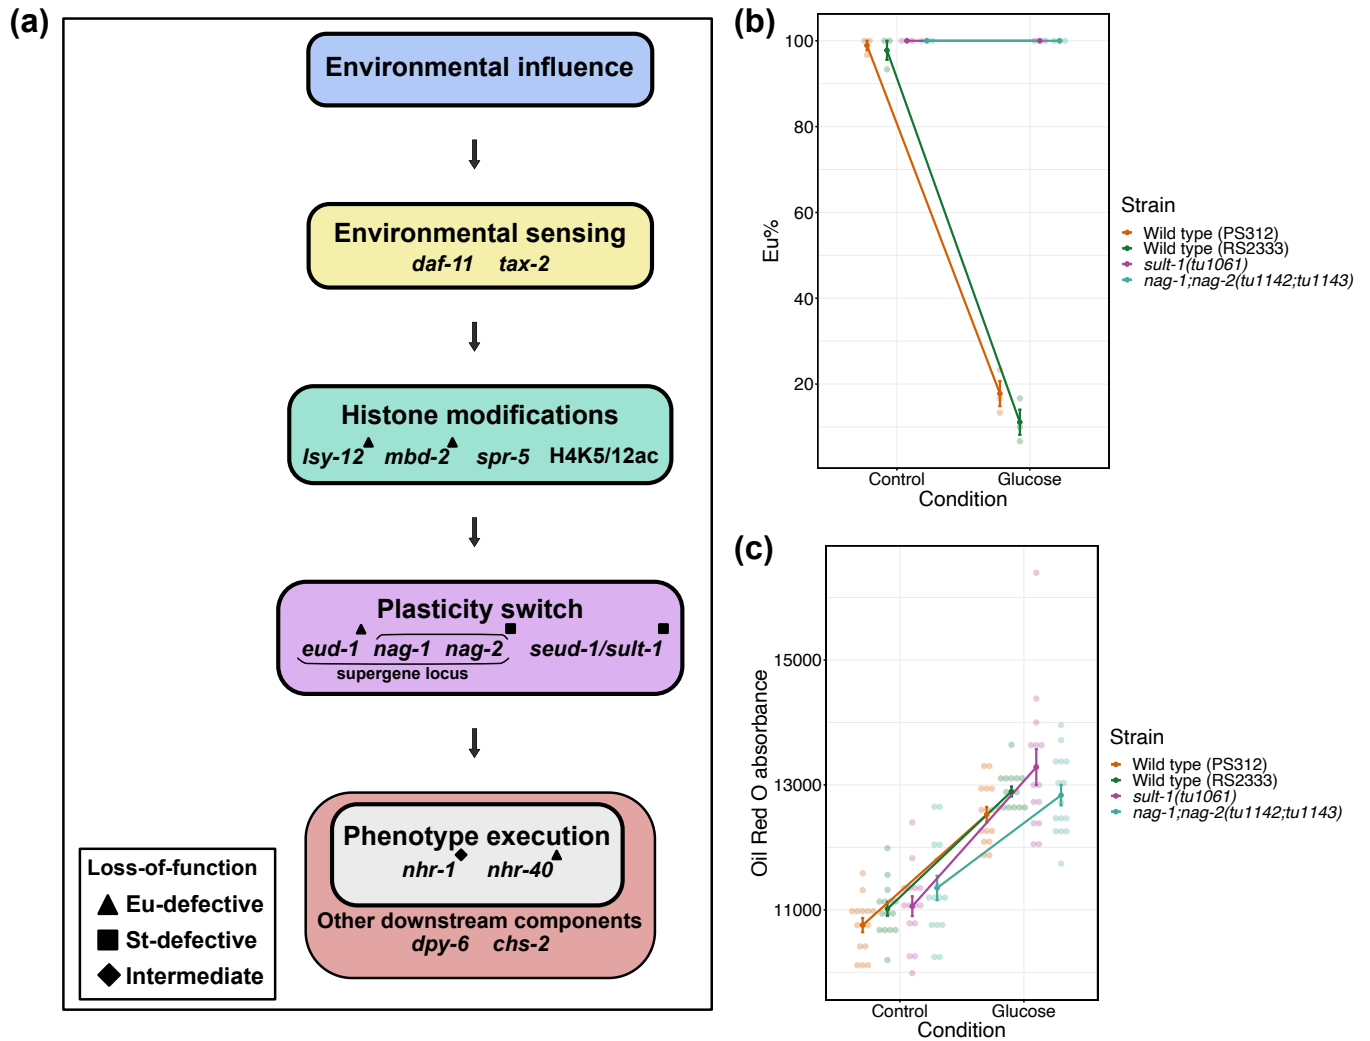 (a)
Environmental influence
Environmental sensing
daf-11 tax-2
Histone modifications
lsy-12 mbd-2 spr-5 H4K5/12ac
Plasticity switch
eud-1 nag-1 nag-2 seud-1/sult-1
supergene locus
Phenotype execution
nhr-1 nhr-40
Other downstream components
dpy-6 chs-2
Loss-of-function
Eu-defective
St-defective
Intermediate
(b)
100
80
60
40
20
Eu%
Control Glucose
Condition
Strain
Wild type (PS312)
Wild type (RS2333)
sult-1(tu1061)
nag-1;nag-2(tu1142;tu1143)
(c)
15000
13000
11000
Oil Red O absorbance
Control Glucose
Condition
Strain
Wild type (PS312)
Wild type (RS2333)
sult-1(tu1061)
nag-1;nag-2(tu1142;tu1143)